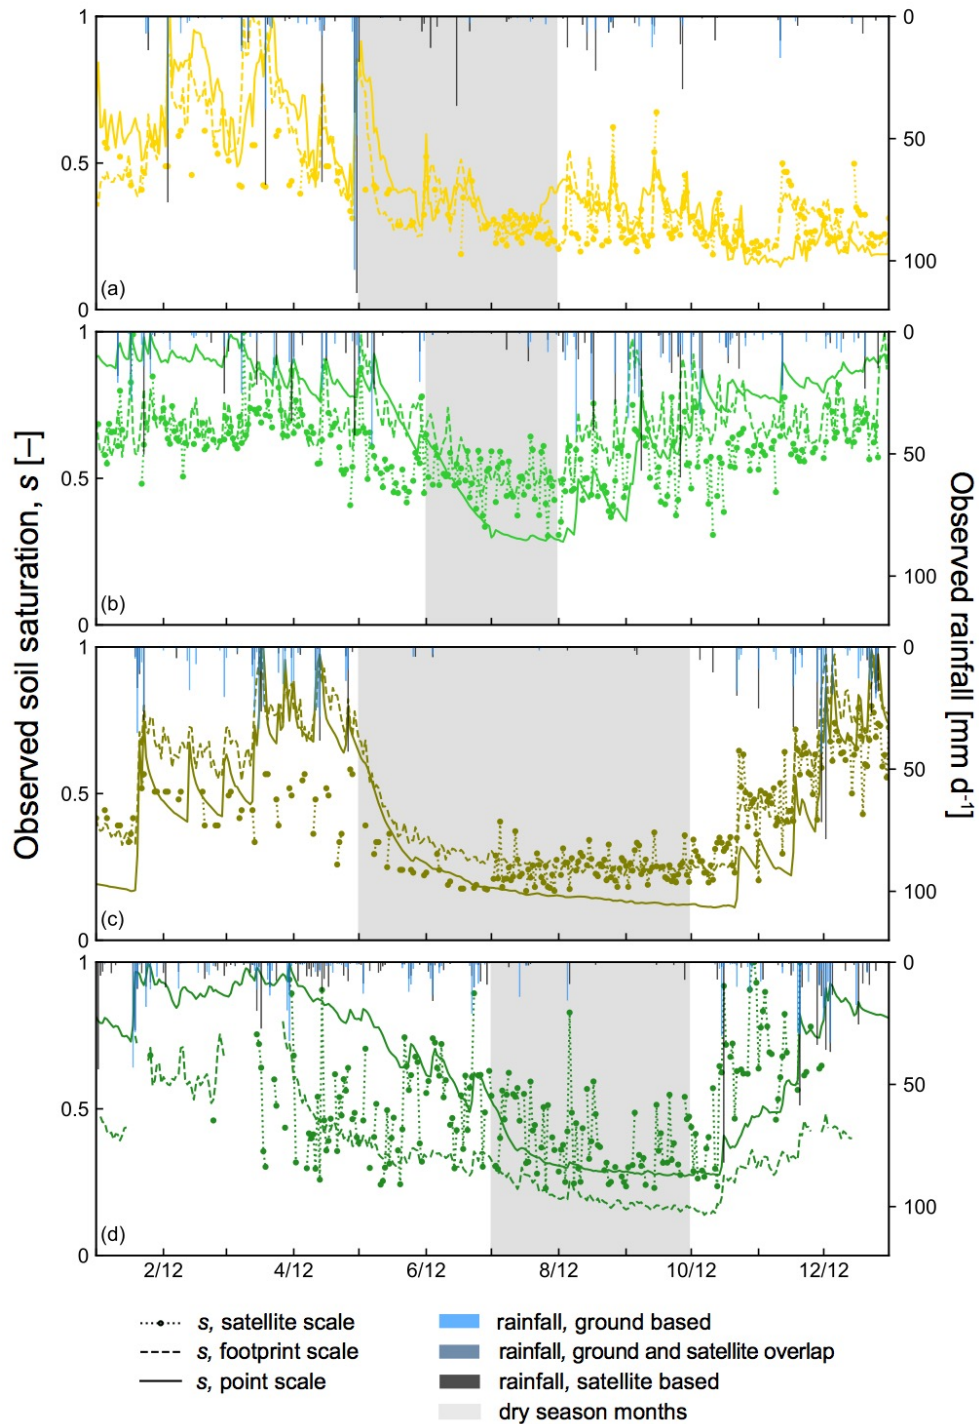 1
0
0.5
50
100
0
(a)
1
0
0.5
50
100
0
(b)
1
0
0.5
50
100
0
(c)
1
0
0.5
50
100
0
(d)
Observed soil saturation, s [–]
Observed rainfall [mm d-1]
2/12 4/12 6/12 8/12 10/12 12/12
s, satellite scale
s, footprint scale
s, point scale
rainfall, ground based
rainfall, ground and satellite overlap
rainfall, satellite based
dry season months